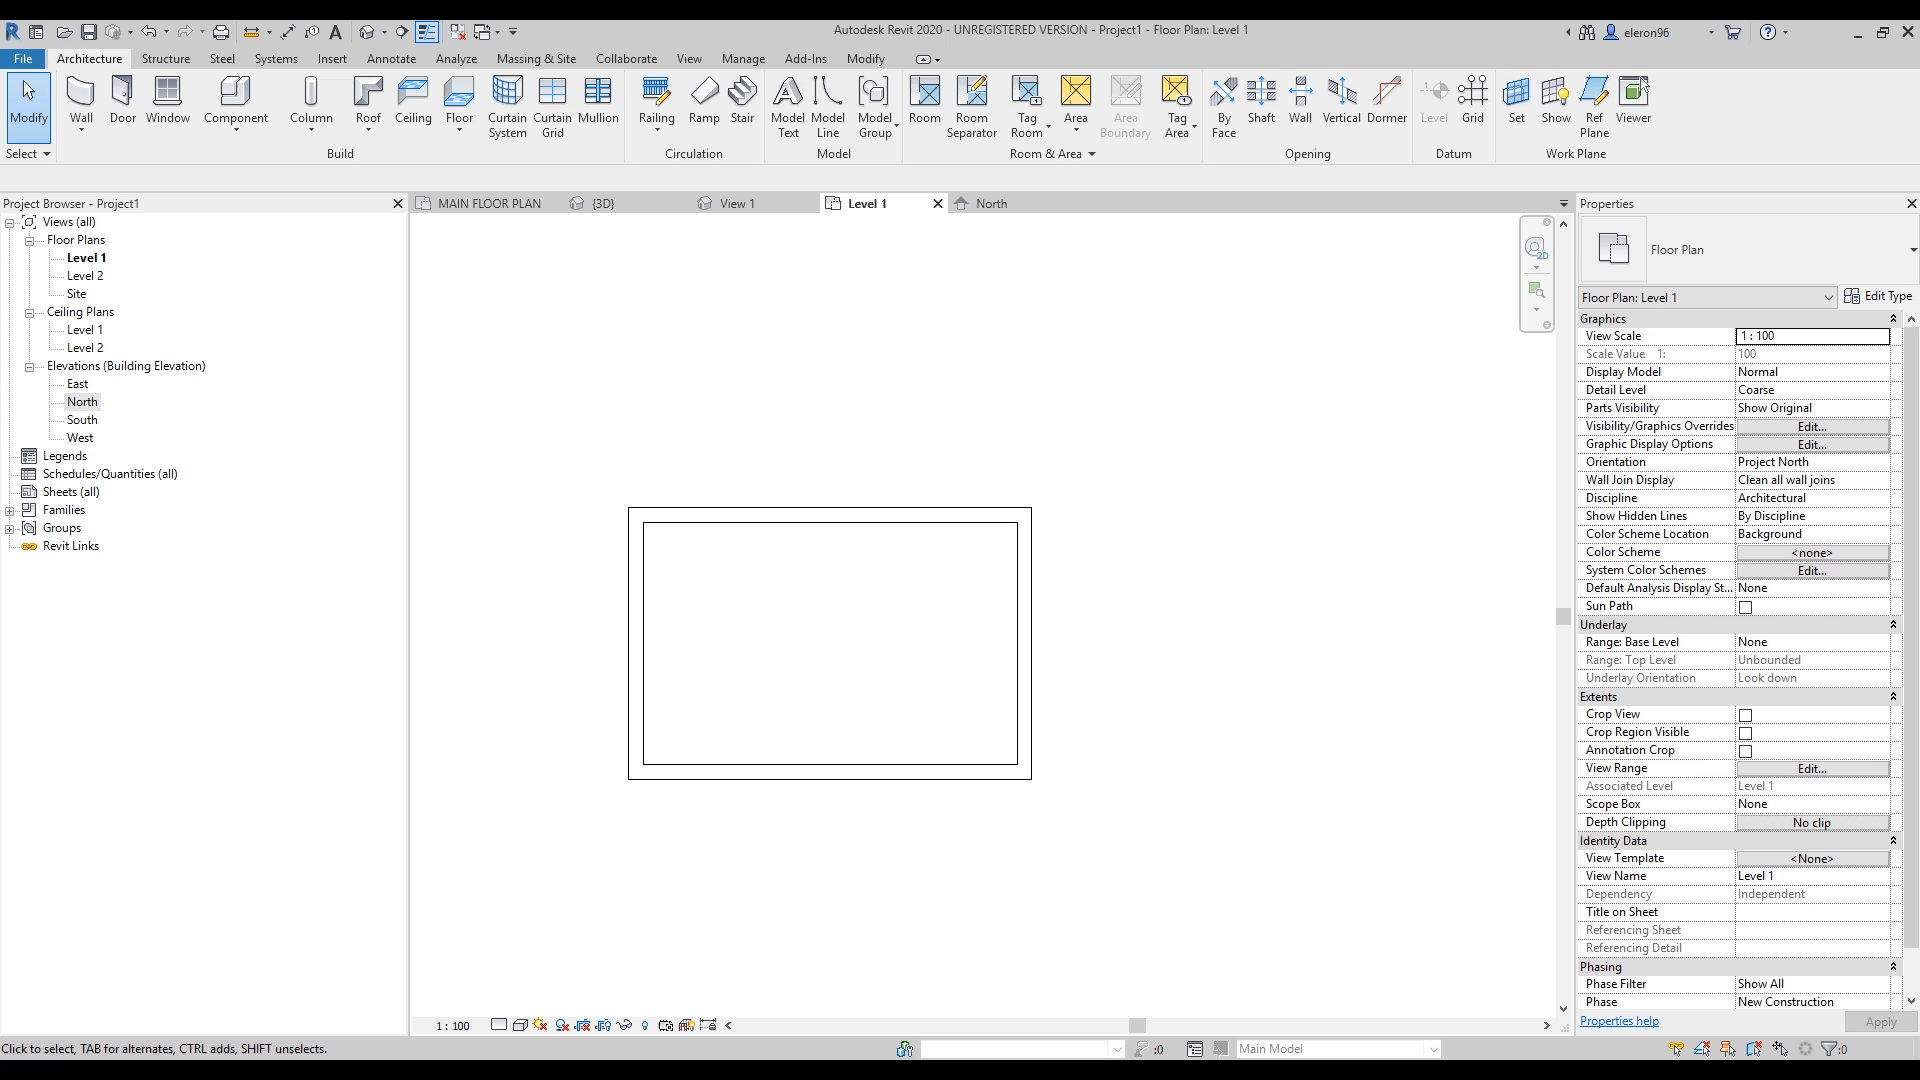 Autodesk Revit 2020 - UNREGISTERED VERSION - Project1 - Floor Plan: Level 1
eleron96
File Architecture Structure Steel Systems Insert Annotate Analyze Massing & Site Collaborate View Manage Add-Ins Modify
Modify Wall Door Window Component Column Roof Ceiling Floor Curtain System Curtain Grid Mullion Railing Ramp Stair Model Text Model Line Model Group Room Room Separator Tag Room Area Area Boundary Tag Area By Face Shaft Wall Vertical Dormer Level Grid Set Show Ref Plane Viewer
Select Build Circulation Model Room & Area Opening Datum Work Plane
Project Browser - Project1
Views (all)
Floor Plans
Level 1
Level 2
Site
Ceiling Plans
Level 1
Level 2
Elevations (Building Elevation)
East
North
South
West
Legends
Schedules/Quantities (all)
Sheets (all)
Families
Groups
Revit Links
MAIN FLOOR PLAN {3D} View 1 Level 1 North
2D
Properties
Floor Plan
Floor Plan: Level 1 Edit Type
Graphics
View Scale 1 : 100
Scale Value 1: 100
Display Model Normal
Detail Level Coarse
Parts Visibility Show Original
Visibility/Graphics Overrides Edit...
Graphic Display Options Edit...
Orientation Project North
Wall Join Display Clean all wall joins
Discipline Architectural
Show Hidden Lines By Discipline
Color Scheme Location Background
Color Scheme <none>
System Color Schemes Edit...
Default Analysis Display St... None
Sun Path
Underlay
Range: Base Level None
Range: Top Level Unbounded
Underlay Orientation Look down
Extents
Crop View
Crop Region Visible
Annotation Crop
View Range Edit...
Associated Level Level 1
Scope Box None
Depth Clipping No clip
Identity Data
View Template <None>
View Name Level 1
Dependency Independent
Title on Sheet
Referencing Sheet
Referencing Detail
Phasing
Phase Filter Show All
Phase New Construction
Properties help Apply
1 : 100
Click to select, TAB for alternates, CTRL adds, SHIFT unselects.
:0 Main Model :0